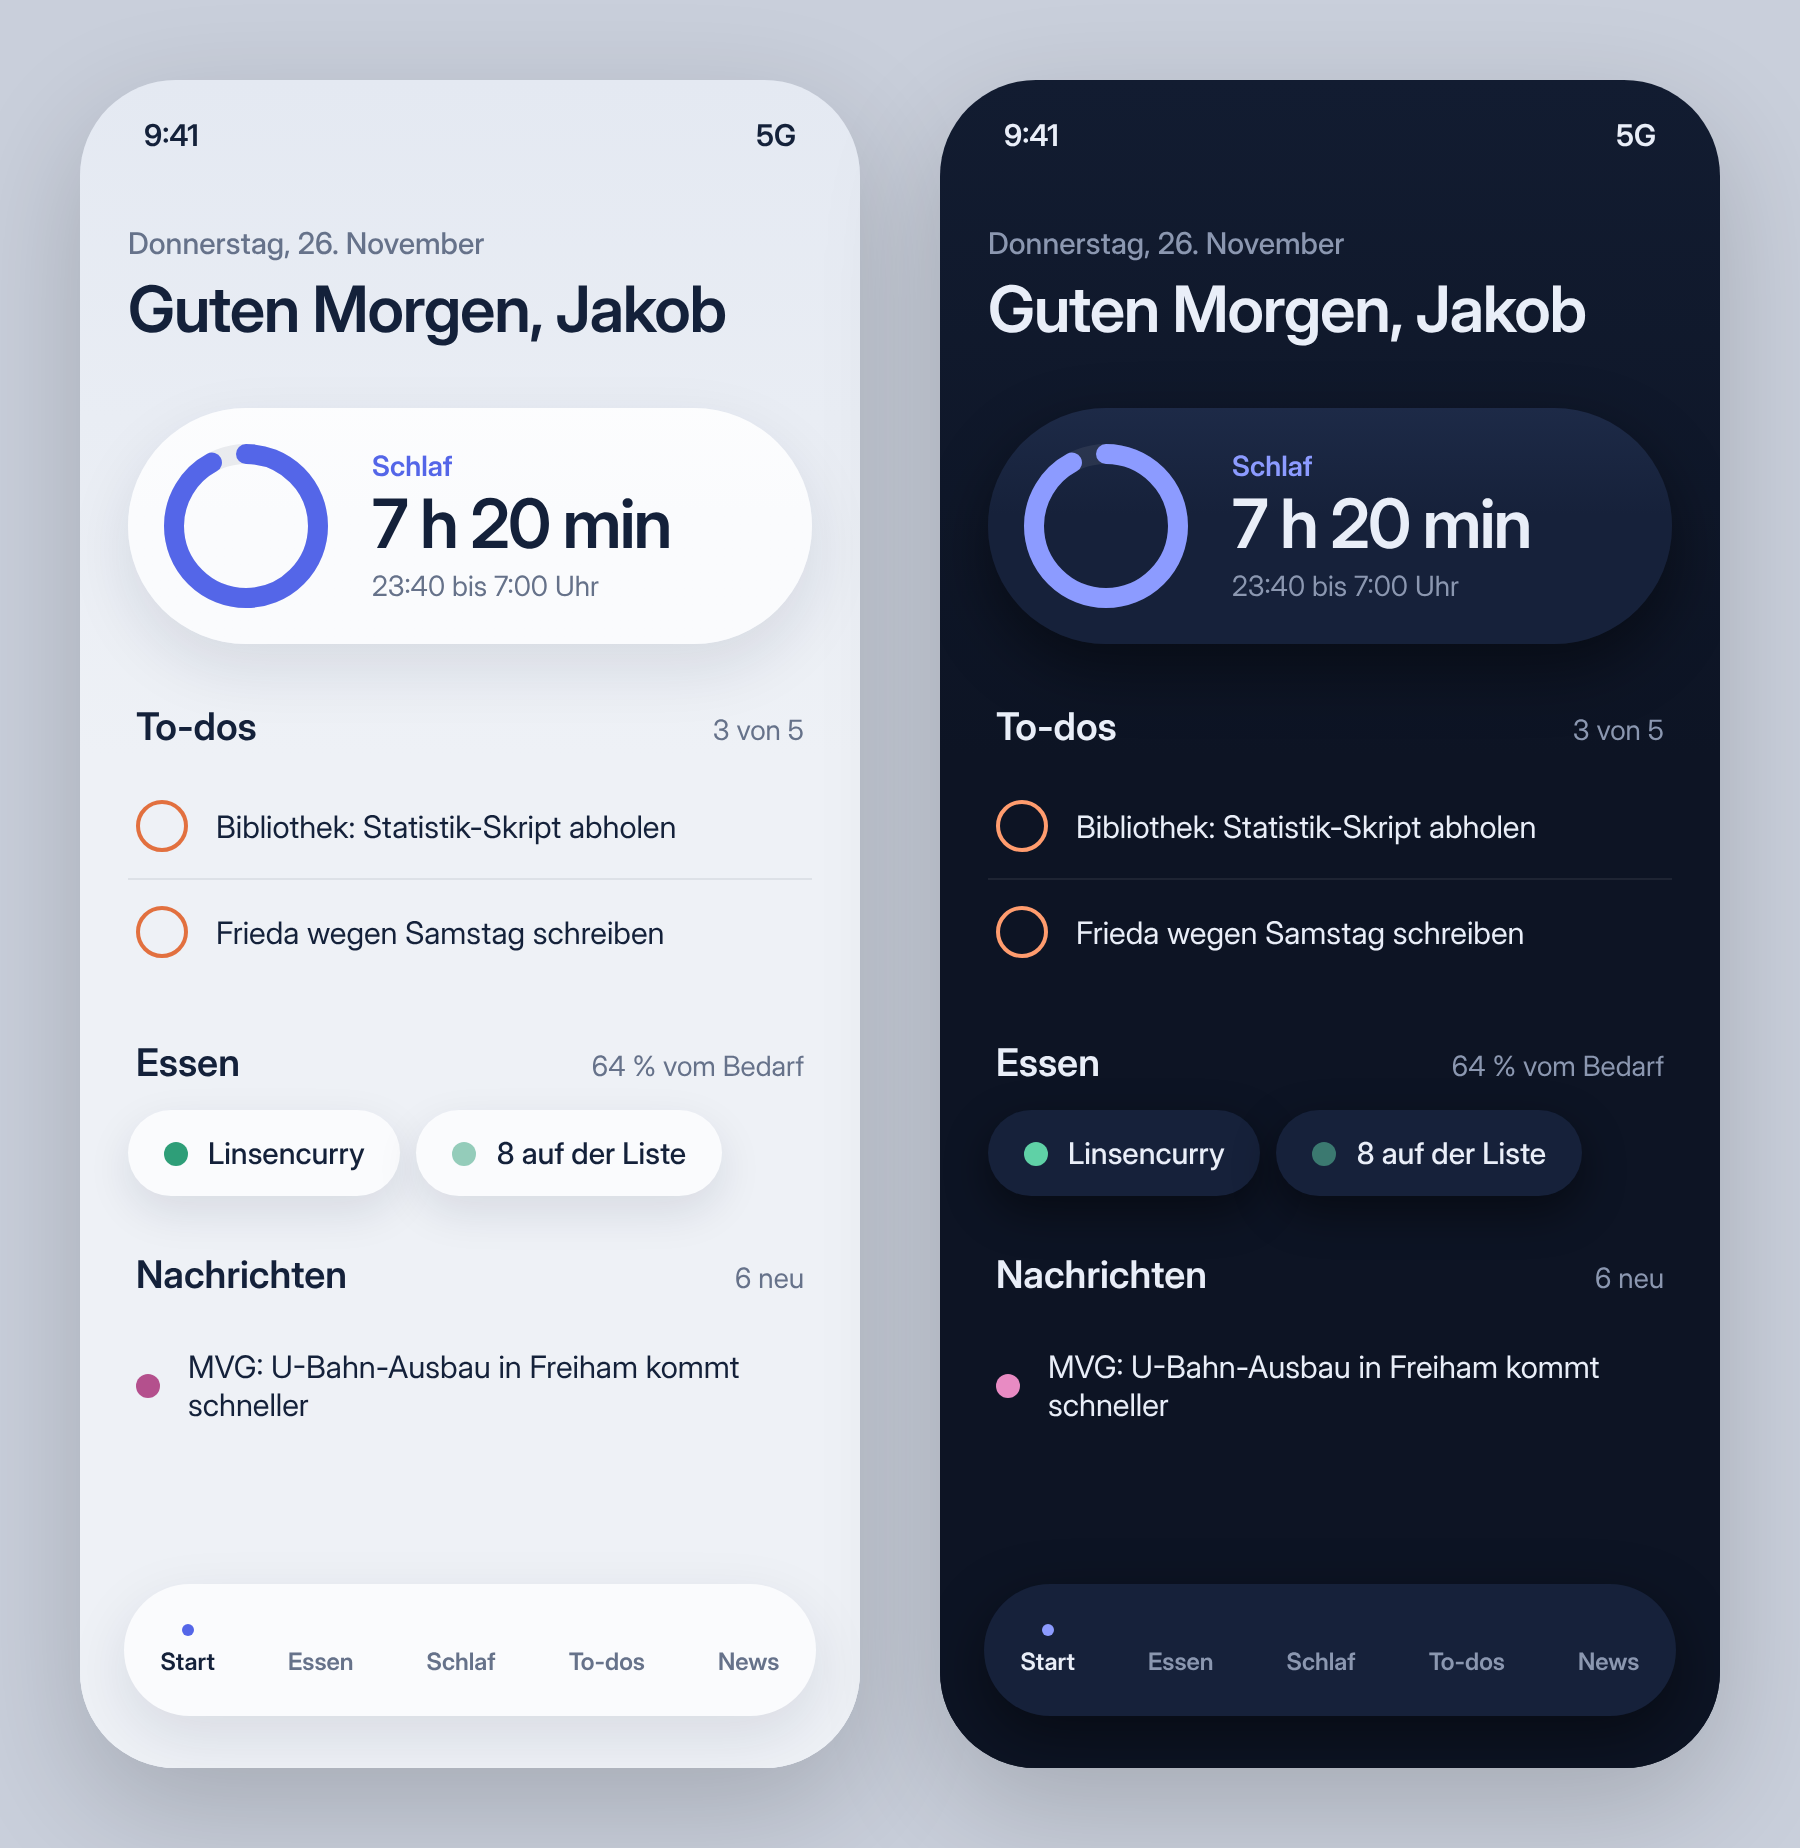 9:41
5G
Donnerstag, 26. November
Guten Morgen, Jakob
Schlaf
7 h 20 min
23:40 bis 7:00 Uhr
To-dos
3 von 5
Bibliothek: Statistik-Skript abholen
Frieda wegen Samstag schreiben
Essen
64 % vom Bedarf
Linsencurry
8 auf der Liste
Nachrichten
6 neu
MVG: U-Bahn-Ausbau in Freiham kommt
schneller
Start
Essen
Schlaf
To-dos
News
9:41
5G
Donnerstag, 26. November
Guten Morgen, Jakob
Schlaf
7 h 20 min
23:40 bis 7:00 Uhr
To-dos
3 von 5
Bibliothek: Statistik-Skript abholen
Frieda wegen Samstag schreiben
Essen
64 % vom Bedarf
Linsencurry
8 auf der Liste
Nachrichten
6 neu
MVG: U-Bahn-Ausbau in Freiham kommt
schneller
Start
Essen
Schlaf
To-dos
News